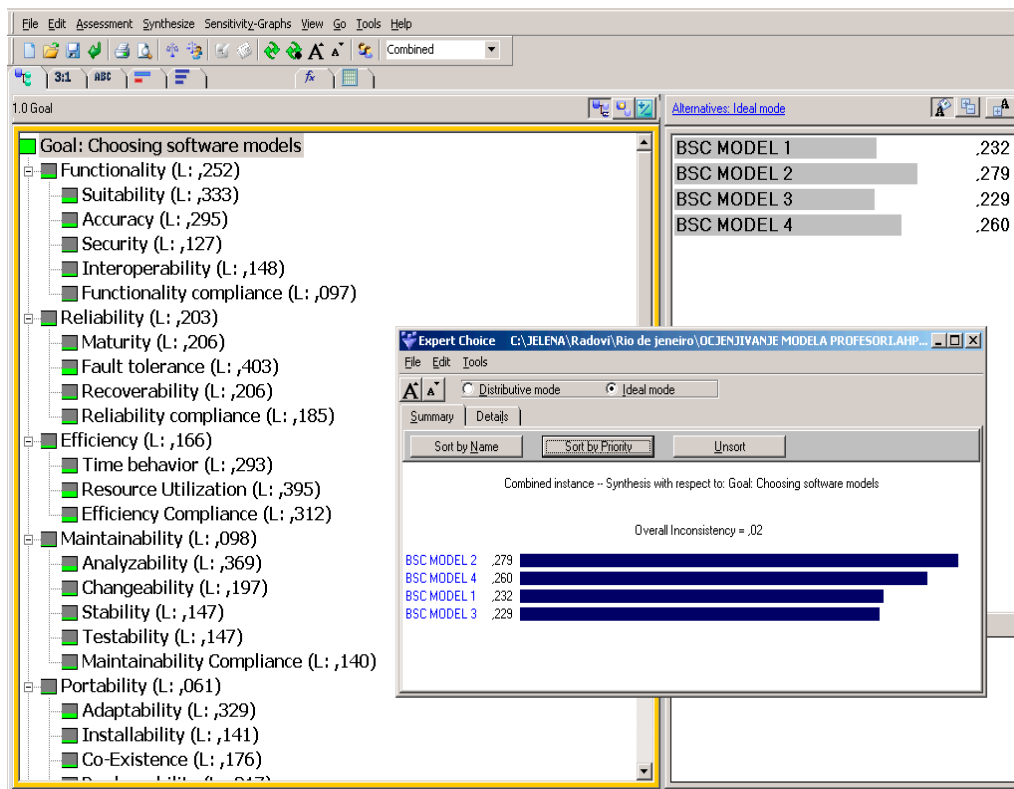 File Edit Assessment Synthesize Sensitivity-Graphs View Go Tools Help
Combined
3:1 ABC fx
1.0 Goal
Goal: Choosing software models
Functionality (L: ,252)
Suitability (L: ,333)
Accuracy (L: ,295)
Security (L: ,127)
Interoperability (L: ,148)
Functionality compliance (L: ,097)
Reliability (L: ,203)
Maturity (L: ,206)
Fault tolerance (L: ,403)
Recoverability (L: ,206)
Reliability compliance (L: ,185)
Efficiency (L: ,166)
Time behavior (L: ,293)
Resource Utilization (L: ,395)
Efficiency Compliance (L: ,312)
Maintainability (L: ,098)
Analyzability (L: ,369)
Changeability (L: ,197)
Stability (L: ,147)
Testability (L: ,147)
Maintainability Compliance (L: ,140)
Portability (L: ,061)
Adaptability (L: ,329)
Installability (L: ,141)
Co-Existence (L: ,176)
Alternatives: Ideal mode
BSC MODEL 1 ,232
BSC MODEL 2 ,279
BSC MODEL 3 ,229
BSC MODEL 4 ,260
Expert Choice C:\JELENA\Radovi\Rio de jeneiro\OCJENJIVANJE MODELA PROFESORI.AHP...
File Edit Tools
Distributive mode Ideal mode
Summary Details
Sort by Name Sort by Priority Unsort
Combined instance -- Synthesis with respect to: Goal: Choosing software models
Overall Inconsistency = ,02
BSC MODEL 2 ,279
BSC MODEL 4 ,260
BSC MODEL 1 ,232
BSC MODEL 3 ,229